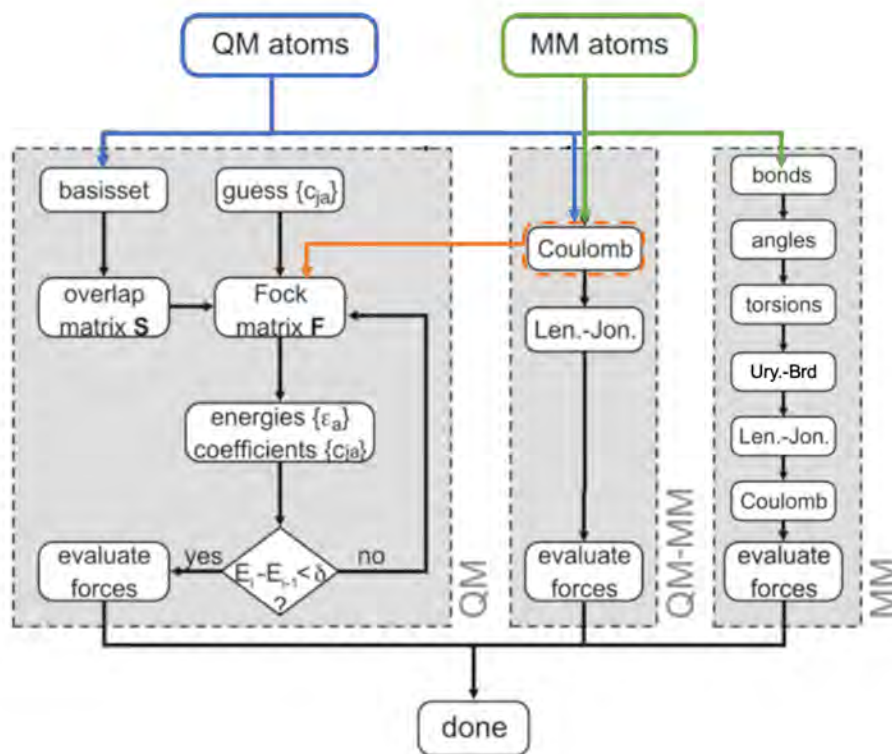 QM atoms
MM atoms
basisset
guess {cja}
overlap
matrix S
Fock
matrix F
energies {εa}
coefficients {cja}
Ei-Ei-1< δ
?
yes
no
evaluate
forces
QM
Coulomb
Len.-Jon.
evaluate
forces
QM-MM
bonds
angles
torsions
Ury.-Brd
Len.-Jon.
Coulomb
evaluate
forces
MM
done